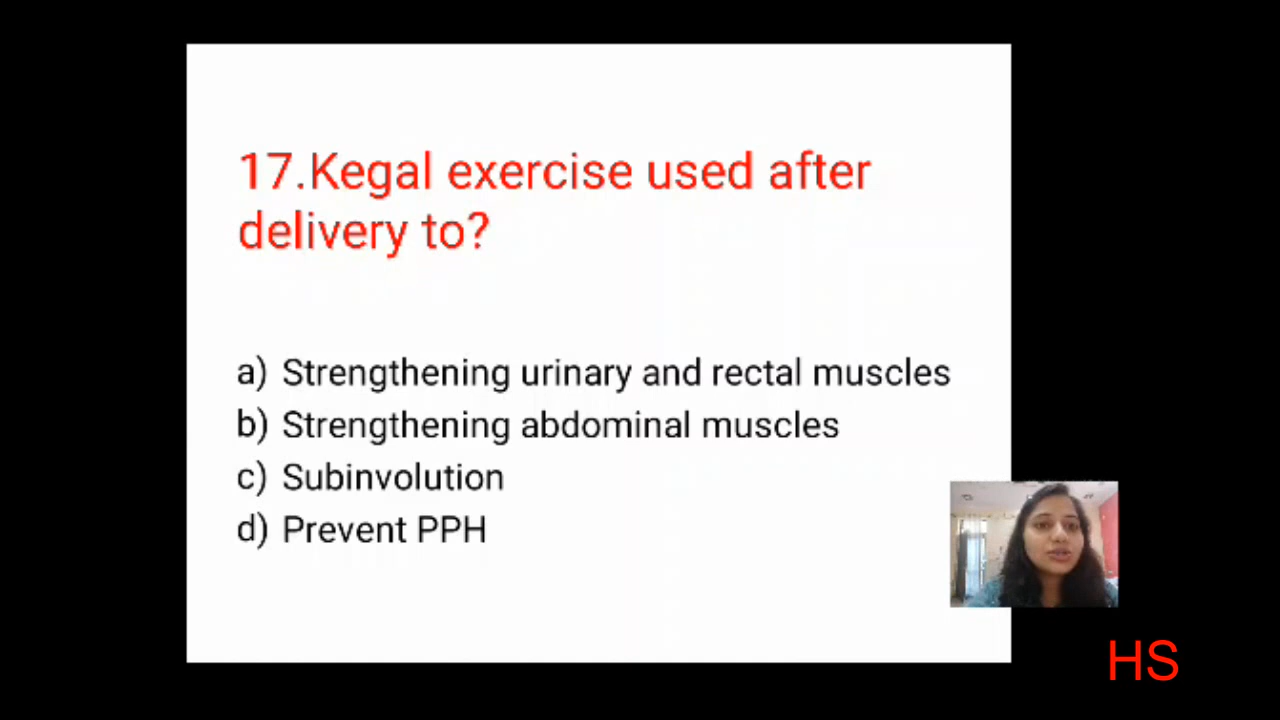 17.Kegal exercise used after
delivery to?
a) Strengthening urinary and rectal muscles
b) Strengthening abdominal muscles
c) Subinvolution
d) Prevent PPH
HS